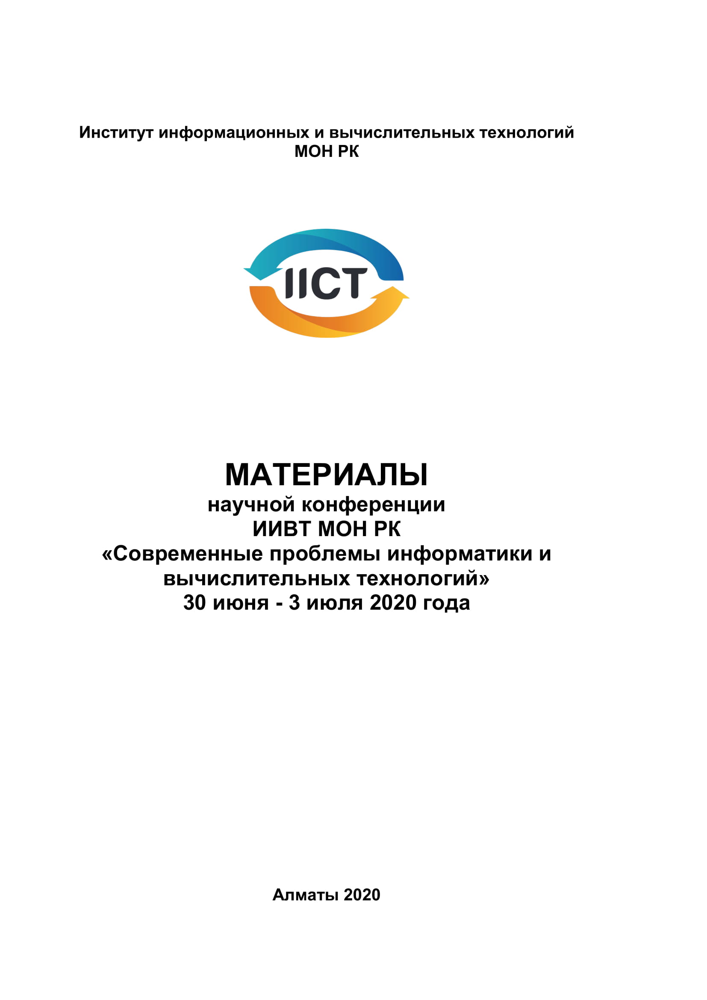 Институт информационных и вычислительных технологий
МОН РК
IICT
МАТЕРИАЛЫ
научной конференции
ИИВТ МОН РК
«Современные проблемы информатики и
вычислительных технологий»
30 июня - 3 июля 2020 года
Алматы 2020